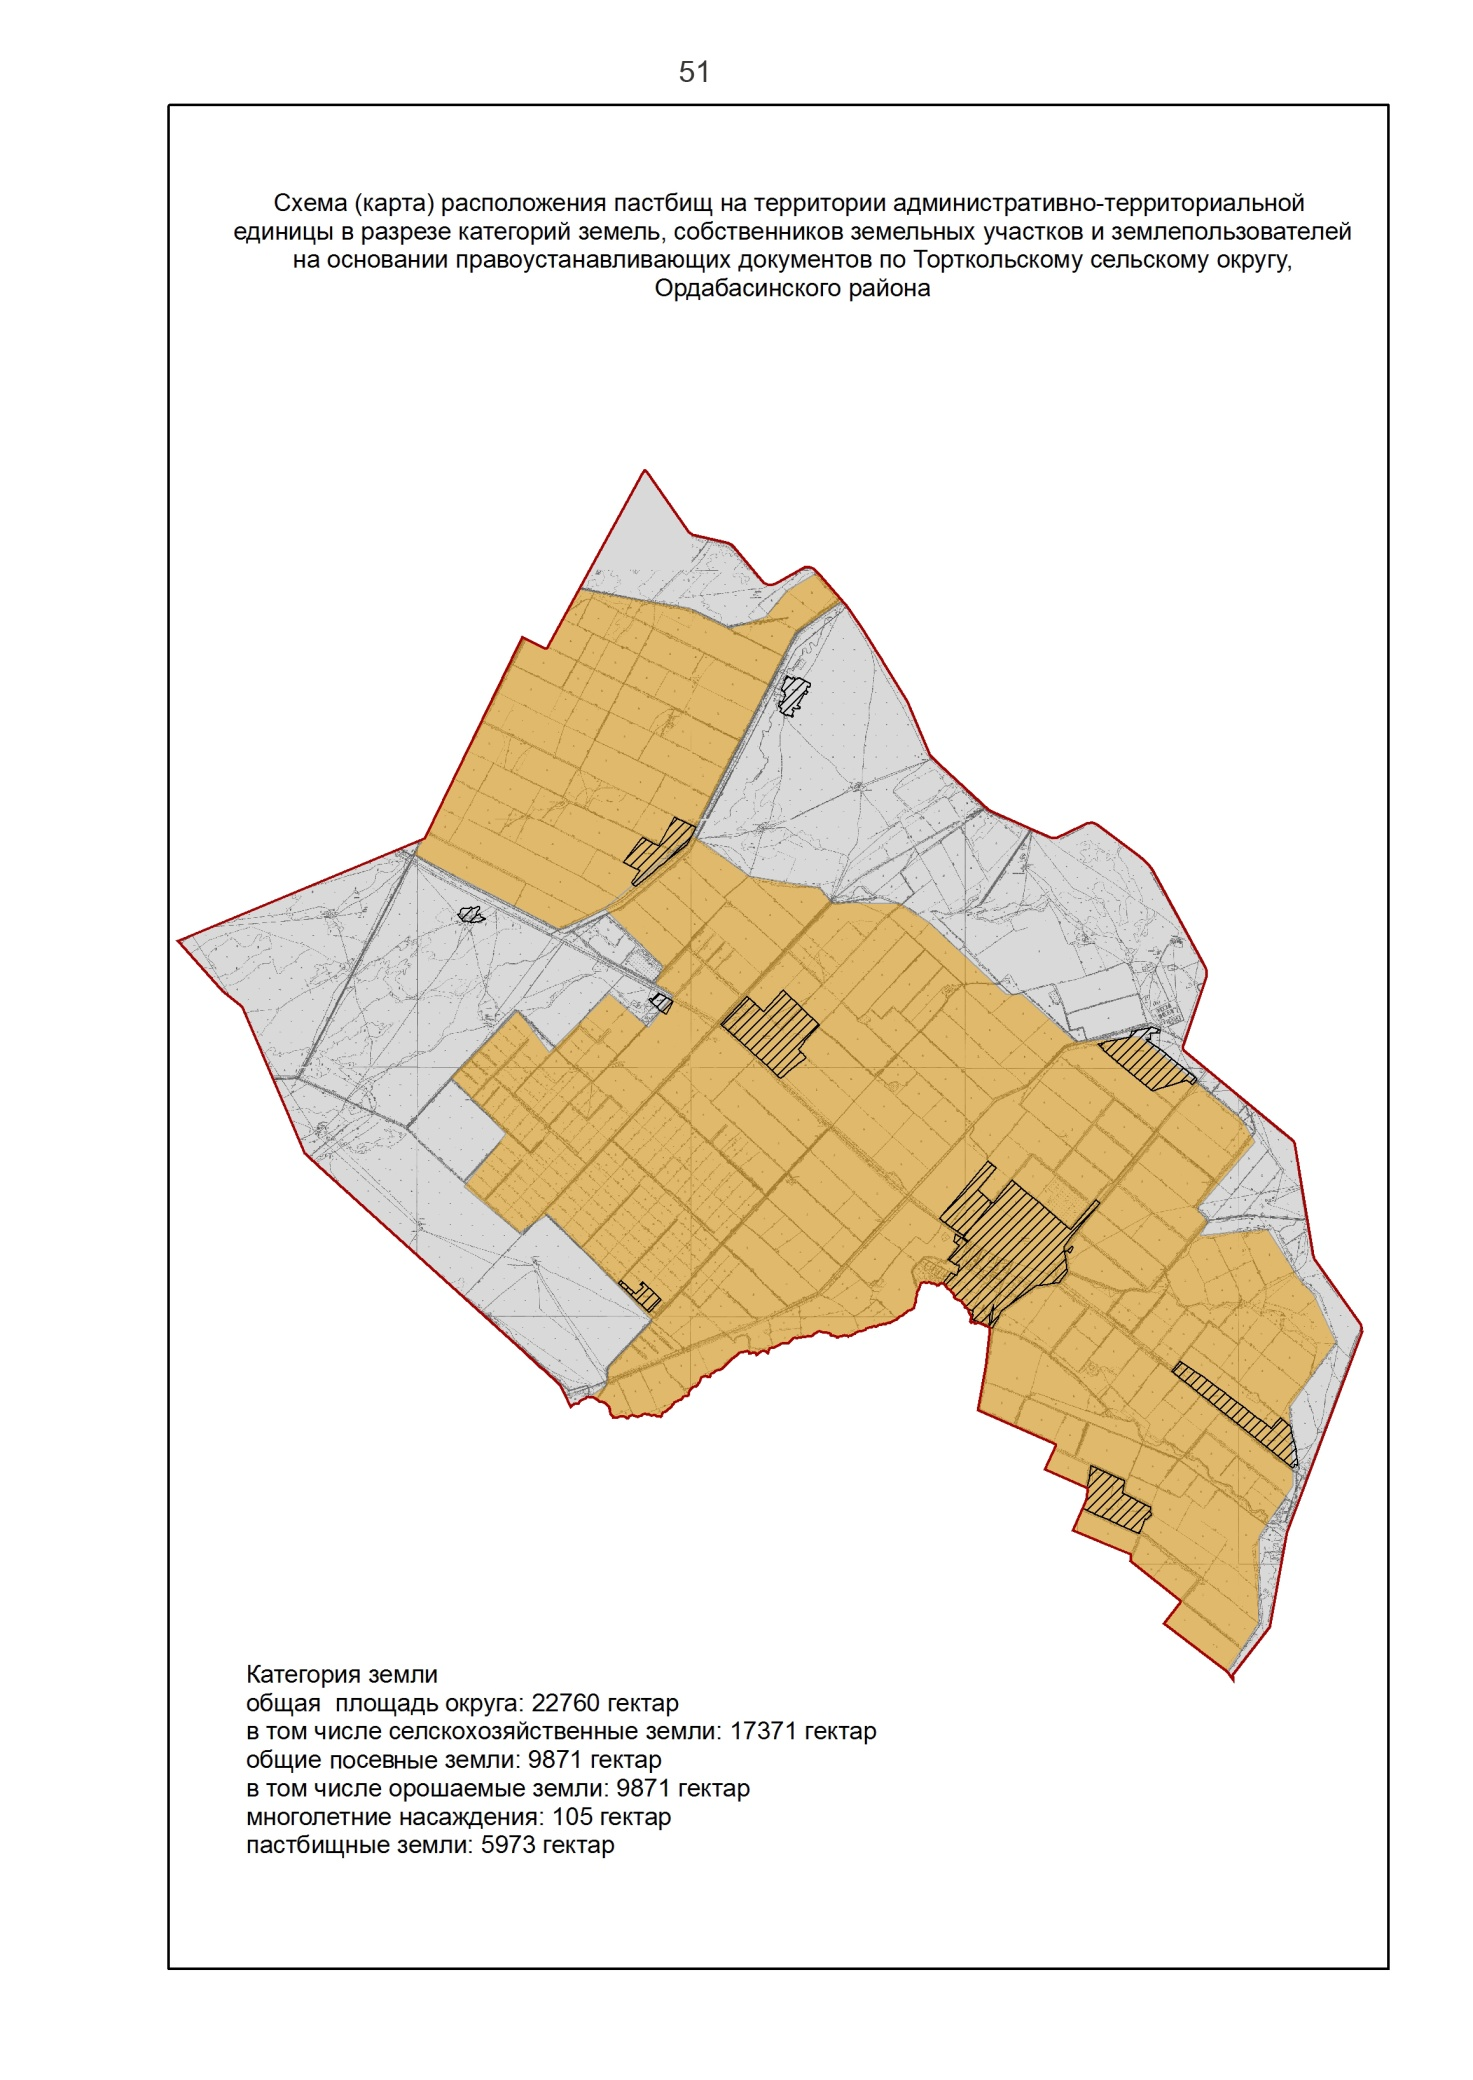 51
Схема (карта) расположения пастбищ на территории административно-территориальной
единицы в разрезе категорий земель, собственников земельных участков и землепользователей
на основании правоустанавливающих документов по Торткольскому сельскому округу,
Ордабасинского района
Категория земли
общая площадь округа: 22760 гектар
в том числе селскохозяйственные земли: 17371 гектар
общие посевные земли: 9871 гектар
в том числе орошаемые земли: 9871 гектар
многолетние насаждения: 105 гектар
пастбищные земли: 5973 гектар